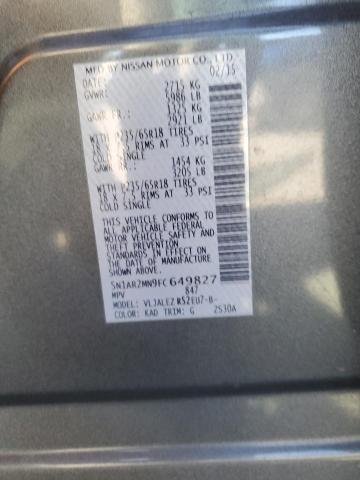 MFD BY NISSAN MOTOR CO., LTD.
DATE: 02/15
GVWR: 2715 KG
5986 LB
GAWR FR.: 1325 KG
2921 LB
WITH P235/65R18 TIRES
18 X 7.5 RIMS AT 33 PSI
COLD SINGLE
GAWR RR.: 1454 KG
3205 LB
WITH P235/65R18 TIRES
18 X 7.5 RIMS AT 33 PSI
COLD SINGLE
THIS VEHICLE CONFORMS TO
ALL APPLICABLE FEDERAL
MOTOR VEHICLE SAFETY AND
THEFT PREVENTION
STANDARDS IN EFFECT ON
THE DATE OF MANUFACTURE
SHOWN ABOVE.
5N1AR2MN9FC649827
MPV 847
MODEL: VLJALEZ R52EU7-B-
COLOR: KAD TRIM: G 2530A